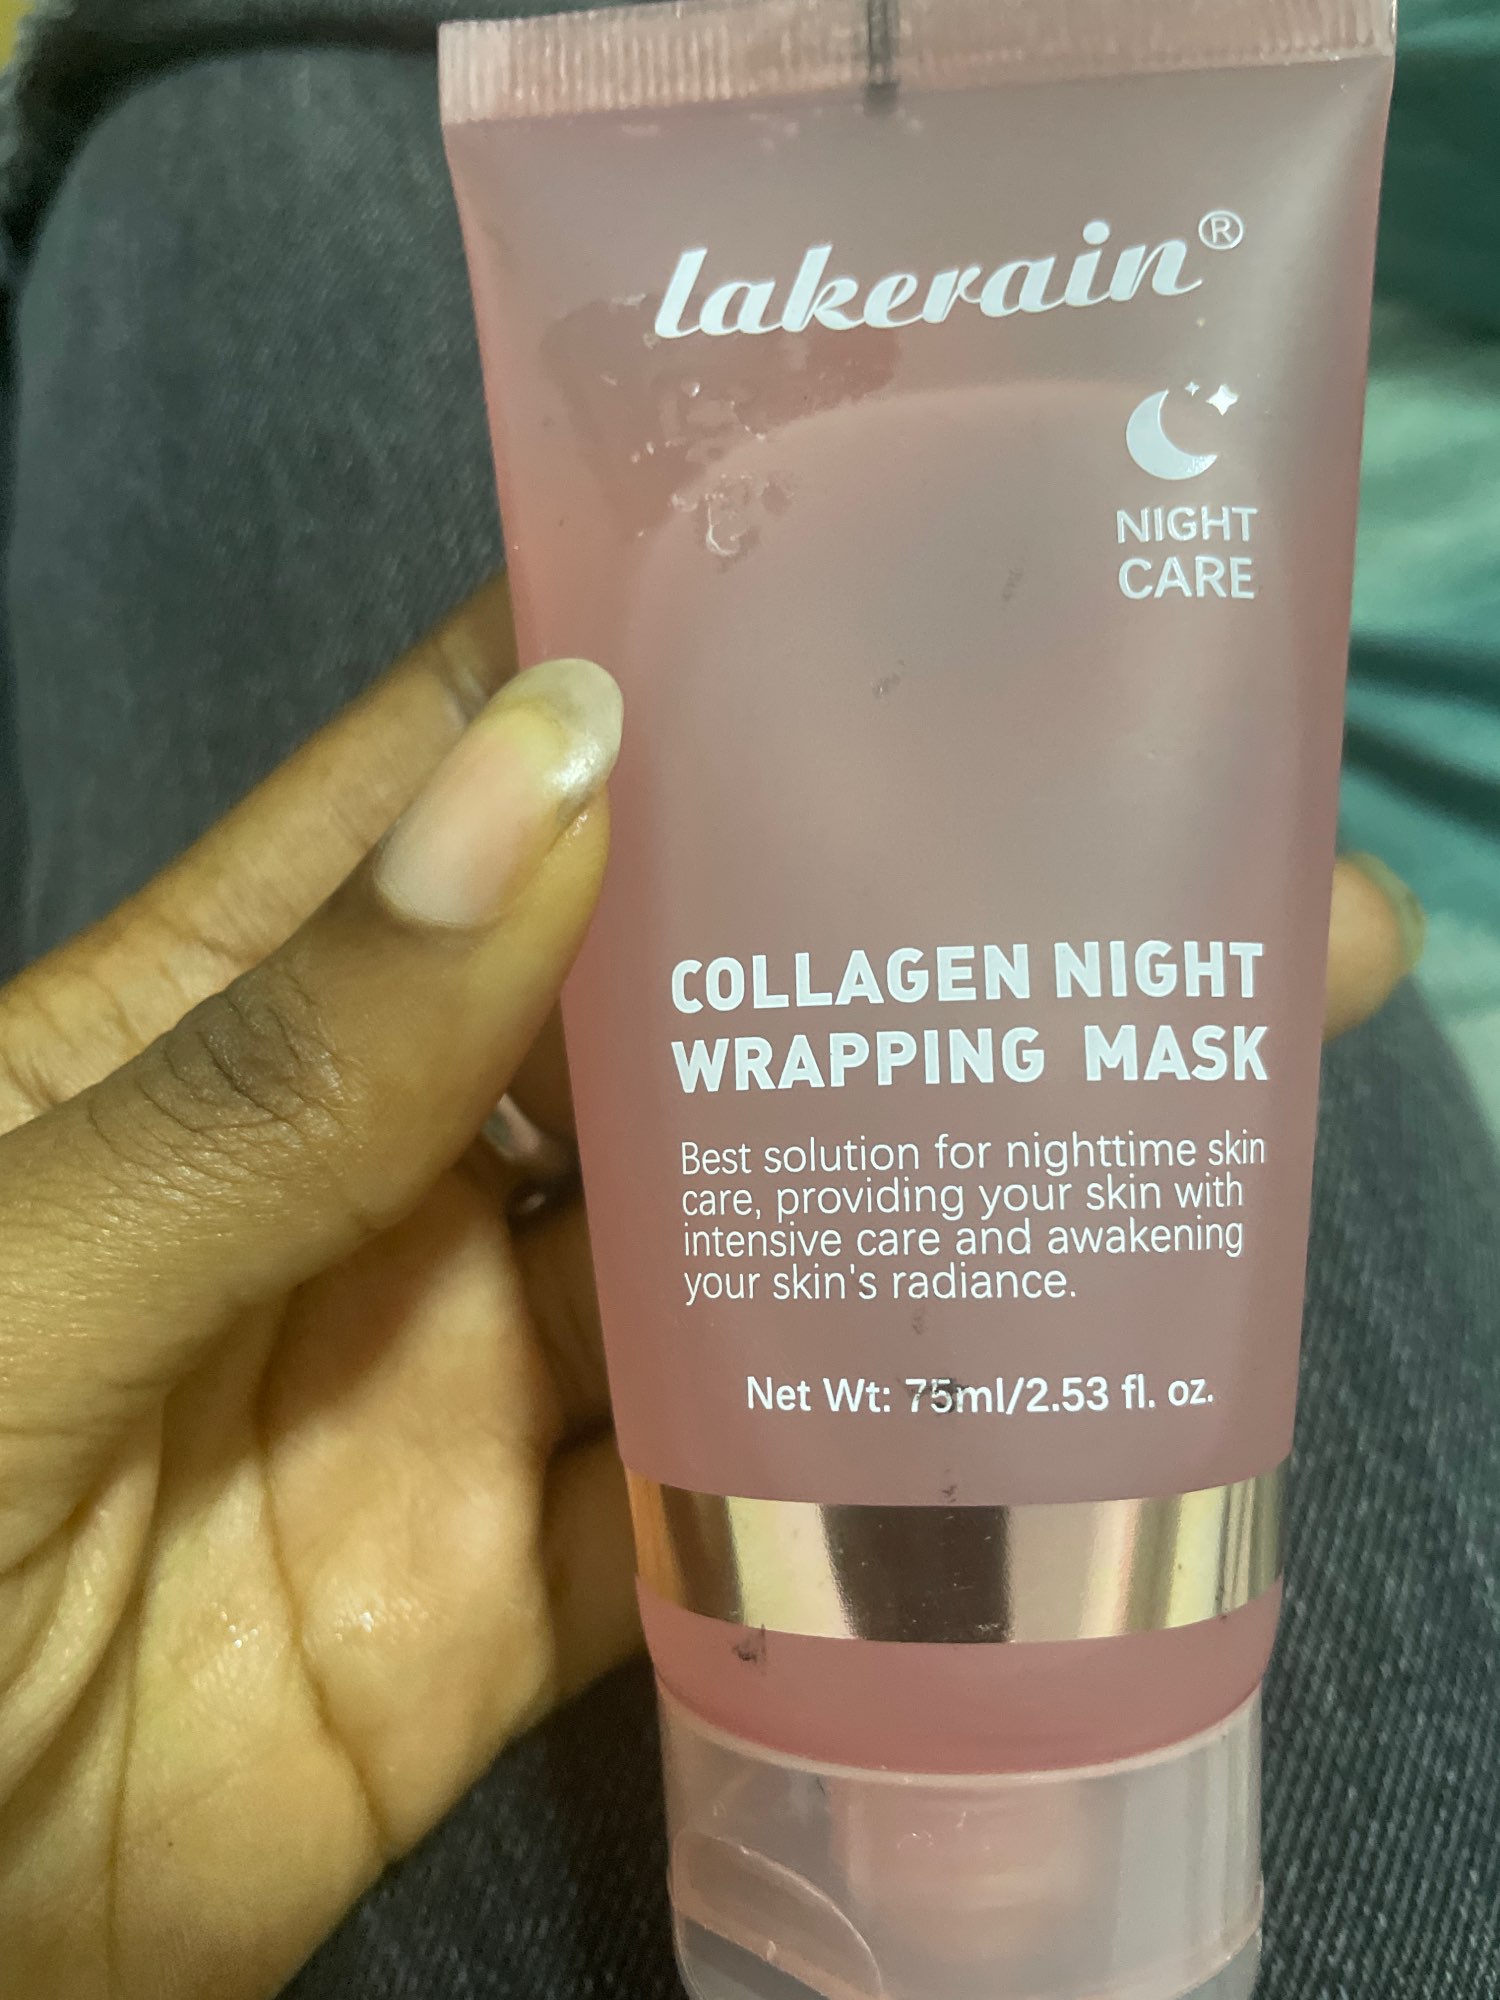 lakerain®
NIGHT
CARE
COLLAGEN NIGHT
WRAPPING MASK
Best solution for nighttime skin
care, providing your skin with
intensive care and awakening
your skin's radiance.
Net Wt: 75ml/2.53 fl. oz.